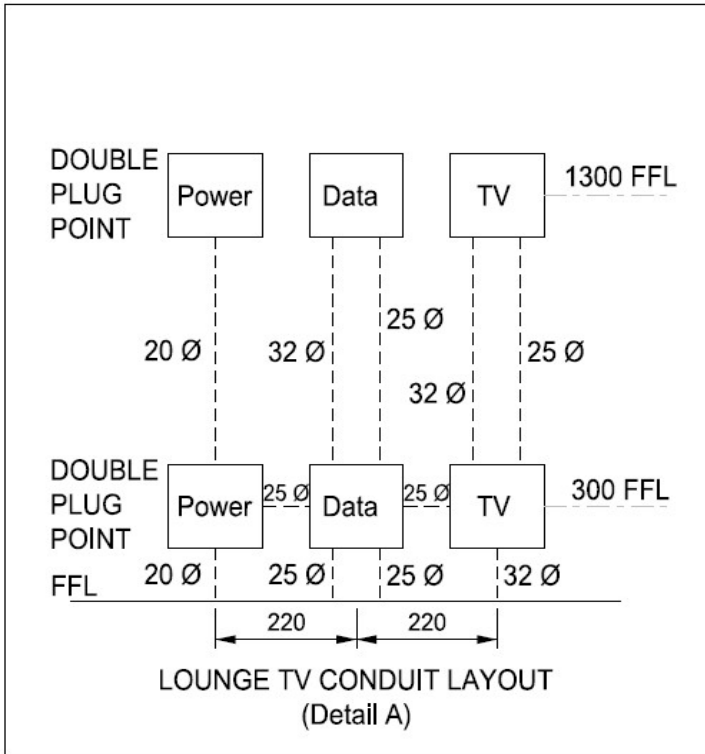 DOUBLE
PLUG
POINT
Power
Data
TV
1300 FFL
20 Ø
32 Ø
25 Ø
32 Ø
25 Ø
DOUBLE
PLUG
POINT
Power
25 Ø
Data
25 Ø
TV
300 FFL
FFL
20 Ø
25 Ø
25 Ø
32 Ø
220
220
LOUNGE TV CONDUIT LAYOUT
(Detail A)